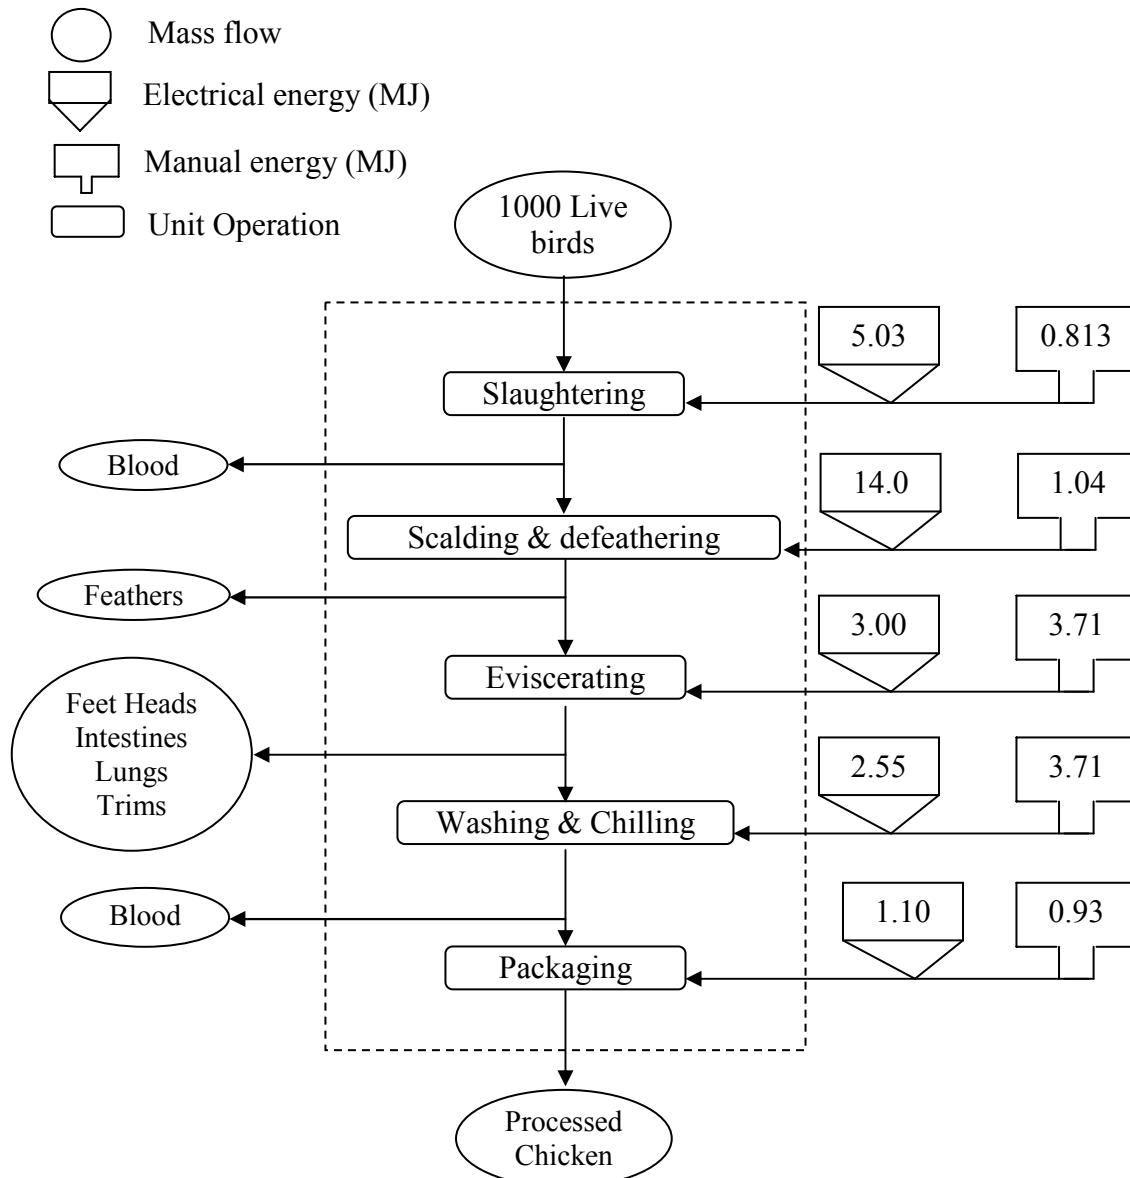 Mass flow
Electrical energy (MJ)
Manual energy (MJ)
Unit Operation
1000 Live
birds
5.03
0.813
Slaughtering
Blood
14.0
1.04
Scalding & defeathering
Feathers
3.00
3.71
Eviscerating
Feet Heads
Intestines
Lungs
Trims
2.55
3.71
Washing & Chilling
Blood
1.10
0.93
Packaging
Processed
Chicken